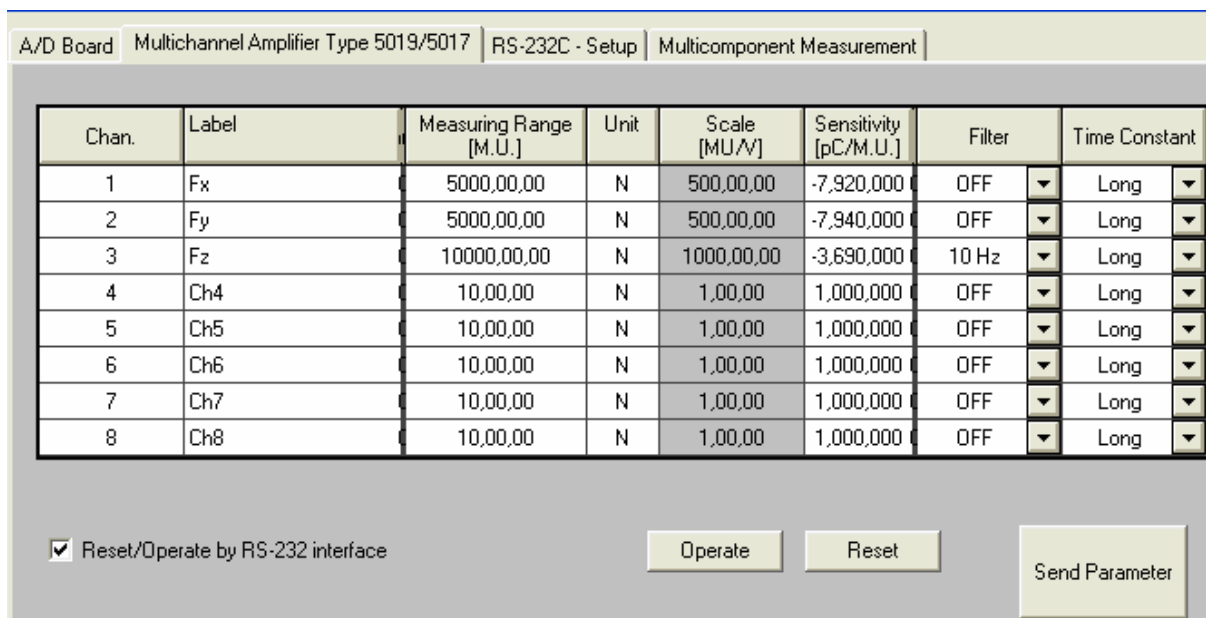 A/D Board Multichannel Amplifier Type 5019/5017 RS-232C - Setup Multicomponent Measurement
Chan. Label Measuring Range [M.U.] Unit Scale [MU/V] Sensitivity [pC/M.U.] Filter Time Constant
1 Fx 5000,00,00 N 500,00,00 -7,920,000 OFF Long
2 Fy 5000,00,00 N 500,00,00 -7,940,000 OFF Long
3 Fz 10000,00,00 N 1000,00,00 -3,690,000 10 Hz Long
4 Ch4 10,00,00 N 1,00,00 1,000,000 OFF Long
5 Ch5 10,00,00 N 1,00,00 1,000,000 OFF Long
6 Ch6 10,00,00 N 1,00,00 1,000,000 OFF Long
7 Ch7 10,00,00 N 1,00,00 1,000,000 OFF Long
8 Ch8 10,00,00 N 1,00,00 1,000,000 OFF Long
Reset/Operate by RS-232 interface Operate Reset Send Parameter